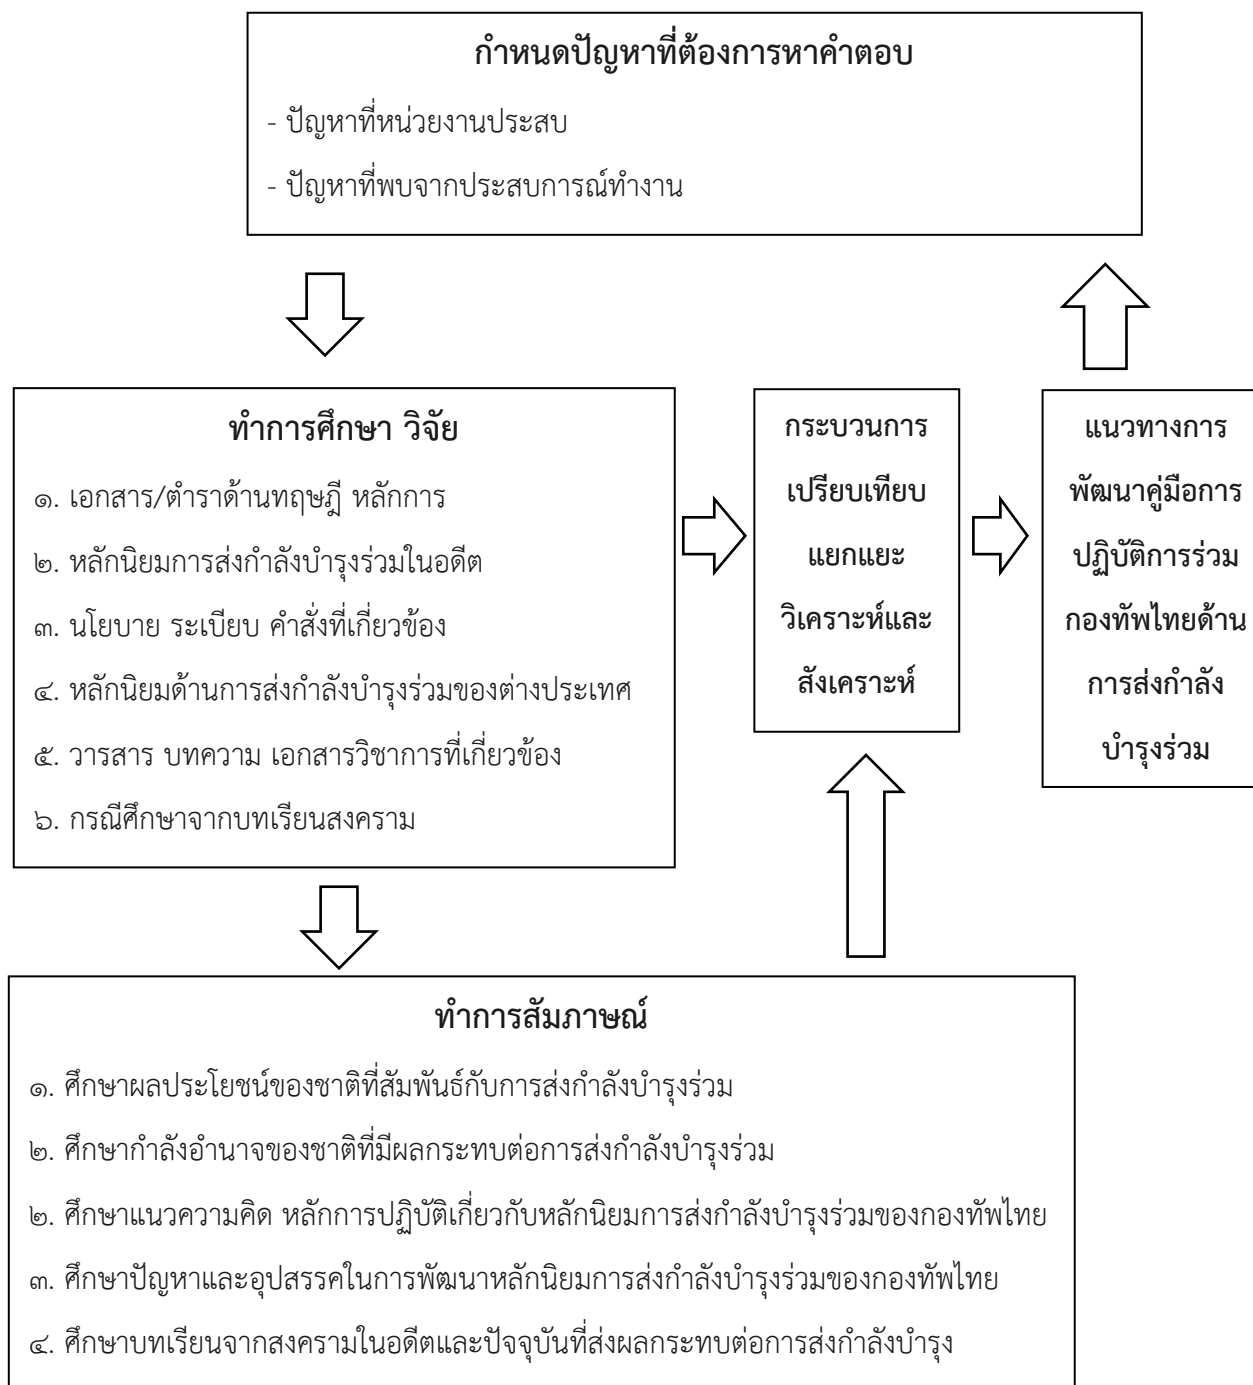 กำหนดปัญหาที่ต้องการหาคำตอบ
- ปัญหาที่หน่วยงานประสบ
- ปัญหาที่พบจากประสบการณ์ทำงาน
ทำการศึกษา วิจัย
๑. เอกสาร/ตำราด้านทฤษฎี หลักการ
๒. หลักนิยมการส่งกำลังบำรุงร่วมในอดีต
๓. นโยบาย ระเบียบ คำสั่งที่เกี่ยวข้อง
๔. หลักนิยมด้านการส่งกำลังบำรุงร่วมของต่างประเทศ
๕. วารสาร บทความ เอกสารวิชาการที่เกี่ยวข้อง
๖. กรณีศึกษาจากบทเรียนสงคราม
กระบวนการ
เปรียบเทียบ
แยกแยะ
วิเคราะห์และ
สังเคราะห์
แนวทางการ
พัฒนาคู่มือการ
ปฏิบัติการร่วม
กองทัพไทยด้าน
การส่งกำลัง
บำรุงร่วม
ทำการสัมภาษณ์
๑. ศึกษาผลประโยชน์ของชาติที่สัมพันธ์กับการส่งกำลังบำรุงร่วม
๒. ศึกษากำลังอำนาจของชาติที่มีผลกระทบต่อการส่งกำลังบำรุงร่วม
๒. ศึกษาแนวความคิด หลักการปฏิบัติเกี่ยวกับหลักนิยมการส่งกำลังบำรุงร่วมของกองทัพไทย
๓. ศึกษาปัญหาและอุปสรรคในการพัฒนาหลักนิยมการส่งกำลังบำรุงร่วมของกองทัพไทย
๔. ศึกษาบทเรียนจากสงครามในอดีตและปัจจุบันที่ส่งผลกระทบต่อการส่งกำลังบำรุง